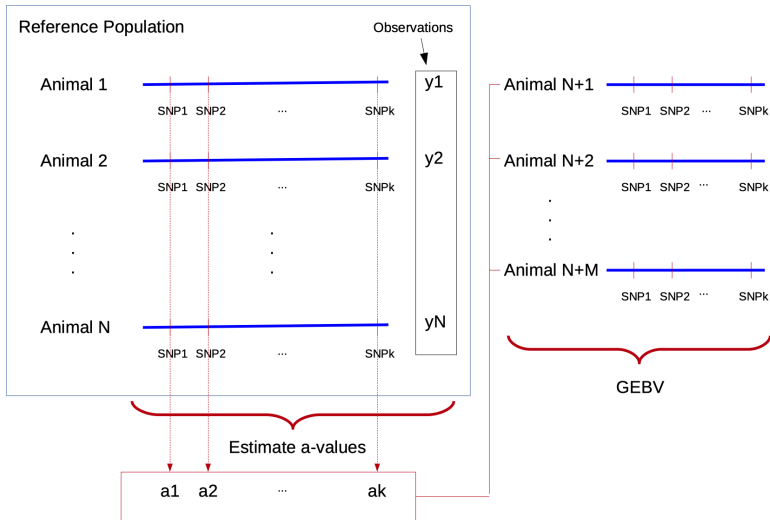 Reference Population
Observations
Animal 1
y1
SNP1 SNP2 ... SNPk
Animal 2
y2
SNP1 SNP2 ... SNPk
. . .
. . .
Animal N
yN
SNP1 SNP2 ... SNPk
Estimate a-values
a1 a2 ... ak
Animal N+1
SNP1 SNP2 ... SNPk
Animal N+2
SNP1 SNP2 ... SNPk
. . .
Animal N+M
SNP1 SNP2 ... SNPk
GEBV